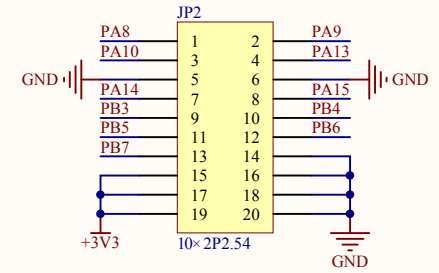 JP2
PA8 1 2 PA9
PA10 3 4 PA13
GND 5 6 GND
PA14 7 8 PA15
PB3 9 10 PB4
PB5 11 12 PB6
PB7 13 14
15 16
17 18
19 20
+3V3 10×2P2.54
GND